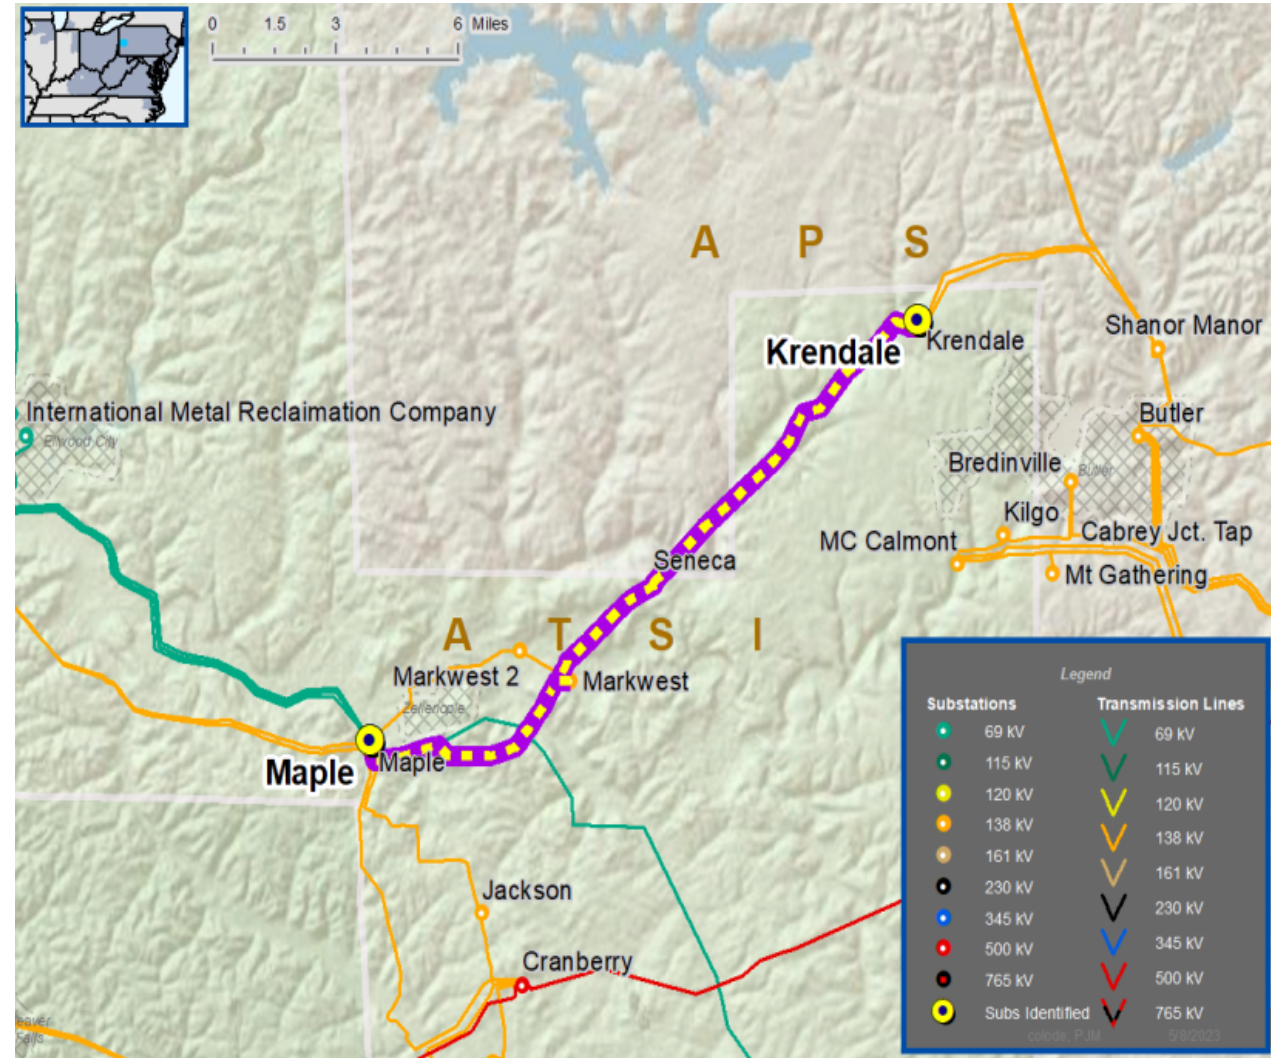 0 1.5 3 6 Miles
A P S
Shanor Manor
Krendale
Krendale
International Metal Reclaimation Company
Butler
Ellwood City
Bredinville
Butler
Kilgo
MC Calmont
Cabrey Jct. Tap
Seneca
Mt Gathering
A T S I
Markwest 2
Markwest
Zelienople
Maple
Maple
Jackson
Cranberry
eaver
Falls
Legend
Substations Transmission Lines
69 kV 69 kV
115 kV 115 kV
120 kV 120 kV
138 kV 138 kV
161 kV 161 kV
230 kV 230 kV
345 kV 345 kV
500 kV 500 kV
765 kV 765 kV
Subs Identified
colode, PJM 5/8/2023